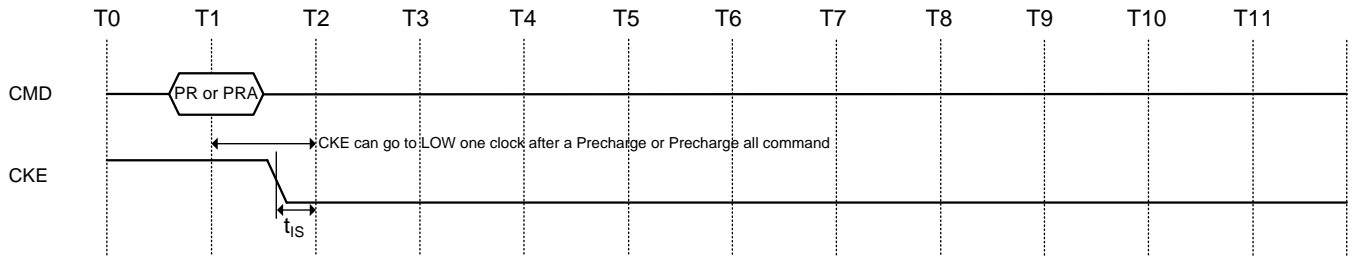 T0 T1 T2 T3 T4 T5 T6 T7 T8 T9 T10 T11
CMD
PR or PRA
CKE can go to LOW one clock after a Precharge or Precharge all command
CKE
tIS